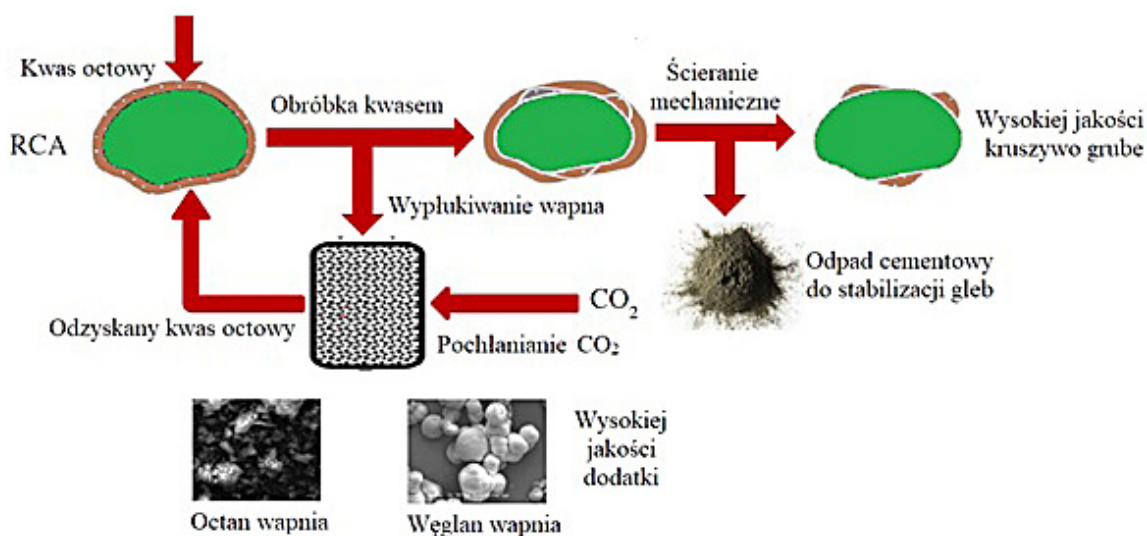 Kwas octowy
RCA
Obróbka kwasem
Ścieranie
mechaniczne
Wysokiej jakości
kruszywo grube
Wypłukiwanie wapna
Odpad cementowy
do stabilizacji gleb
Odzyskany kwas octowy
CO₂
Pochłanianie CO₂
Wysokiej
jakości
dodatki
Octan wapnia
Węglan wapnia